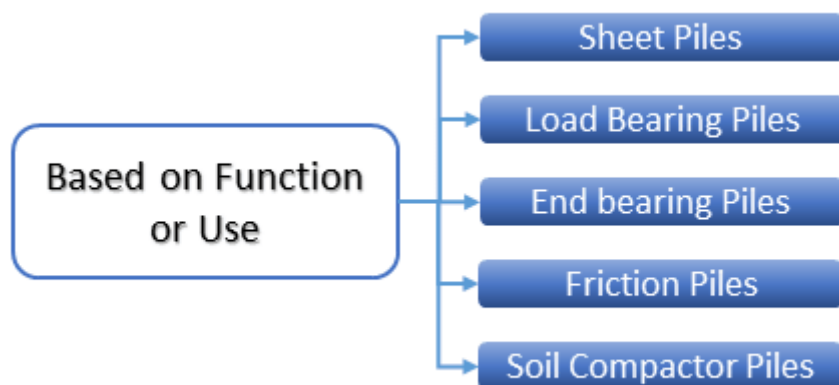 Based on Function
or Use
Sheet Piles
Load Bearing Piles
End bearing Piles
Friction Piles
Soil Compactor Piles